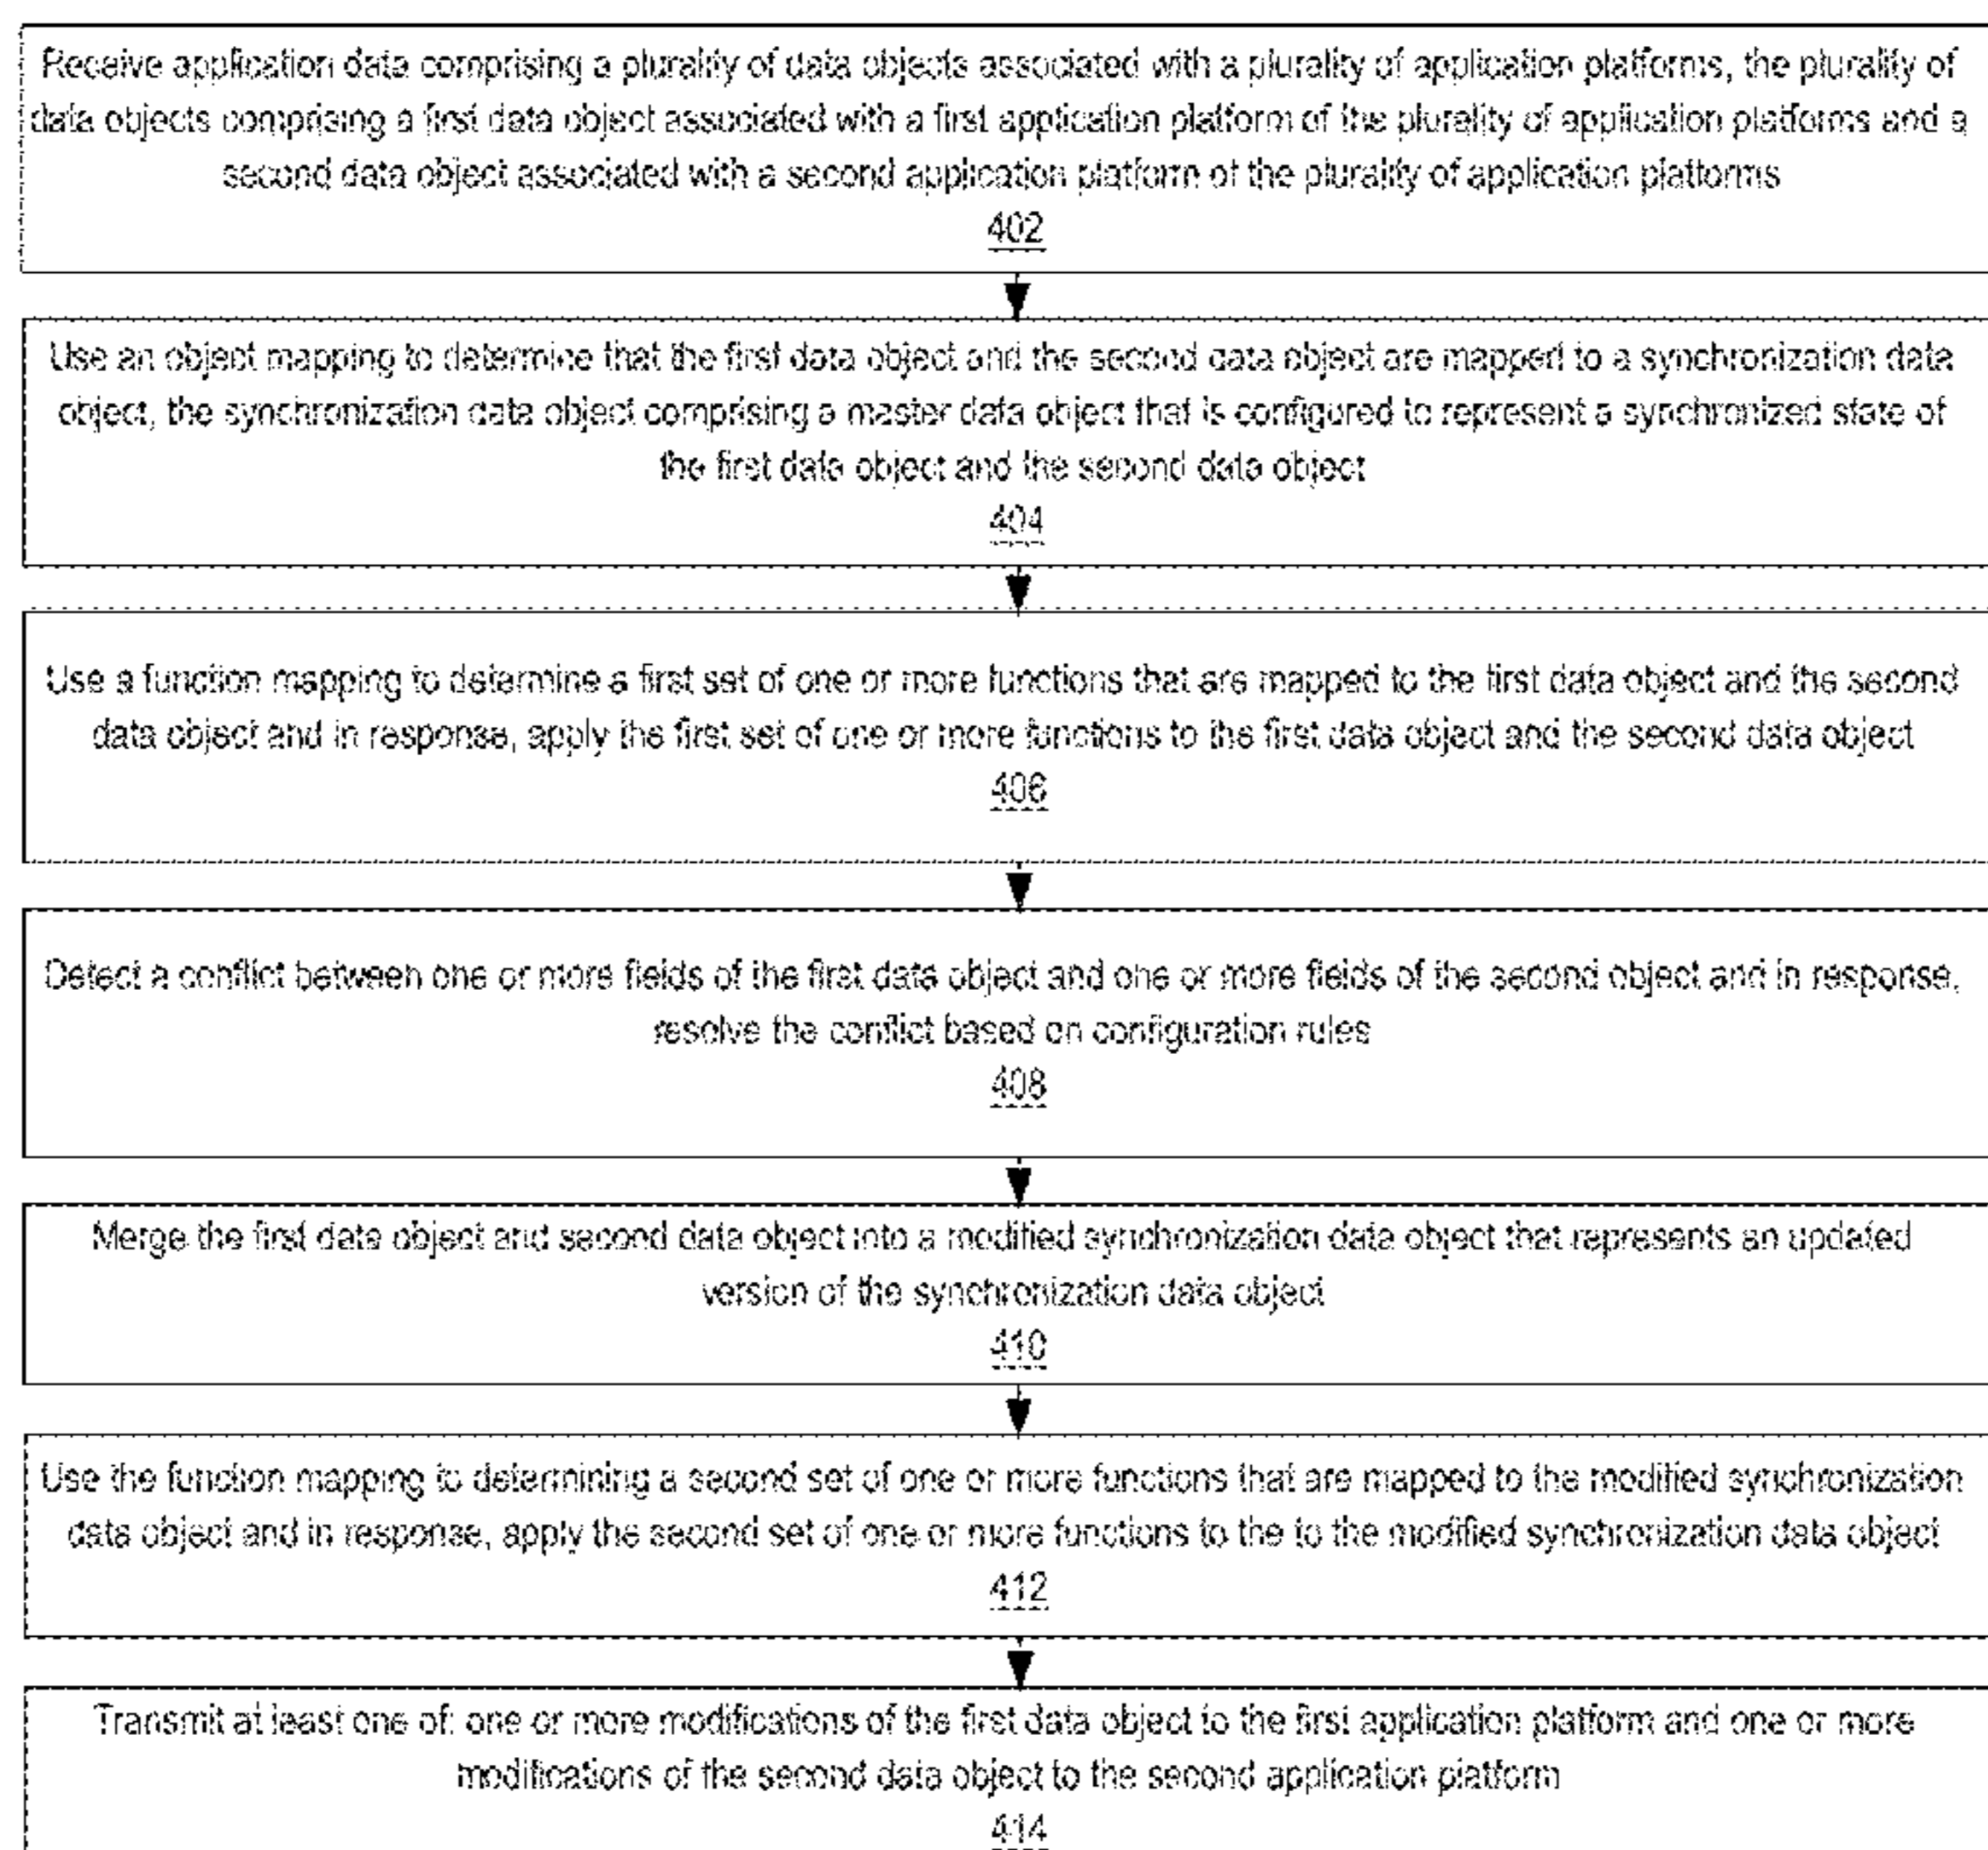 Receive application data comprising a plurality of data objects associated with a plurality of application platforms, the plurality of
data objects comprising a first data object associated with a first application platform of the plurality of application platforms and a
second data object associated with a second application platform of the plurality of application platforms
402
Use an object mapping to determine that the first data object and the second data object are mapped to a synchronization data
object, the synchronization data object comprising a master data object that is configured to represent a synchronized state of
the first data object and the second data object
404
Use a function mapping to determine a first set of one or more functions that are mapped to the first data object and the second
data object and in response, apply the first set of one or more functions to the first data object and the second data object
406
Detect a conflict between one or more fields of the first data object and one or more fields of the second object and in response,
resolve the conflict based on configuration rules
408
Merge the first data object and second data object into a modified synchronization data object that represents an updated
version of the synchronization data object
410
Use the function mapping to determining a second set of one or more functions that are mapped to the modified synchronization
data object and in response, apply the second set of one or more functions to the to the modified synchronization data object
412
Transmit at least one of: one or more modifications of the first data object to the first application platform and one or more
modifications of the second data object to the second application platform
414